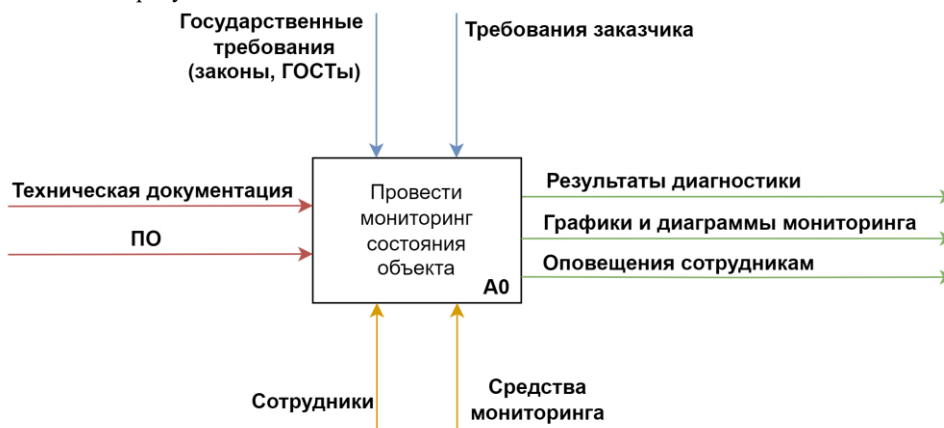 Государственные
требования
(законы, ГОСТы)
Требования заказчика
Техническая документация
ПО
Провести
мониторинг
состояния
объекта
A0
Результаты диагностики
Графики и диаграммы мониторинга
Оповещения сотрудникам
Сотрудники
Средства
мониторинга